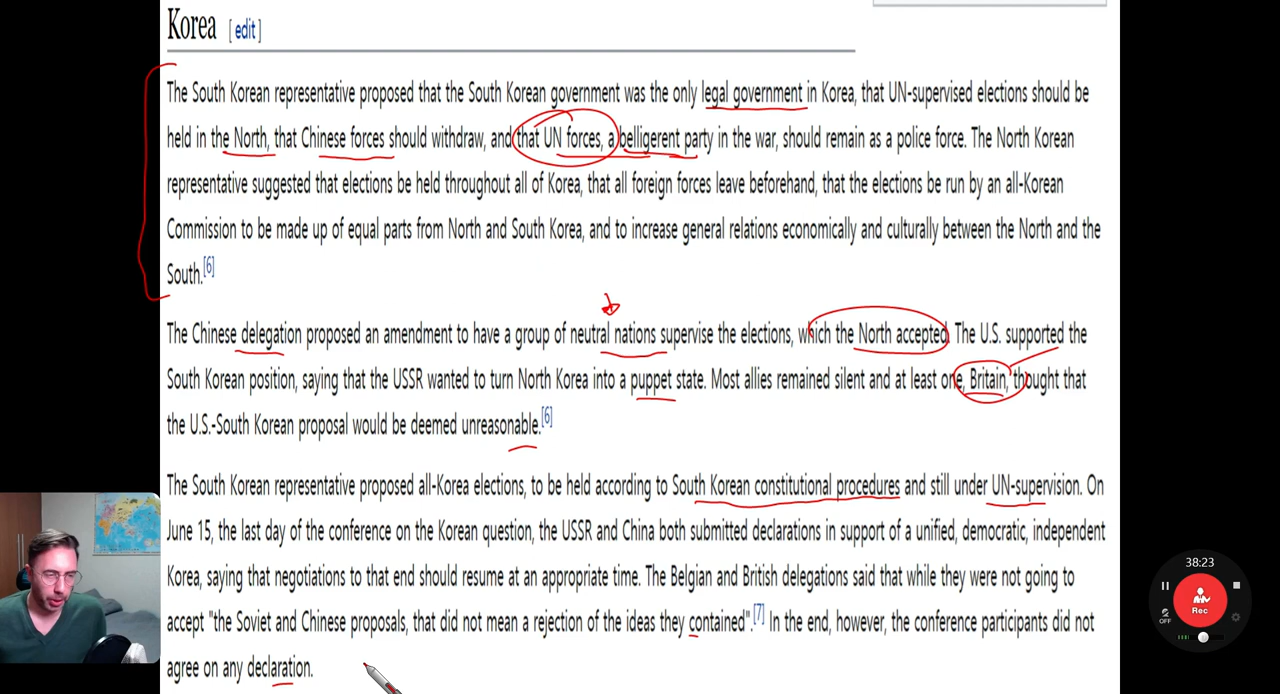 Korea [edit]
The South Korean representative proposed that the South Korean government was the only legal government in Korea, that UN-supervised elections should be
held in the North, that Chinese forces should withdraw, and that UN forces, a belligerent party in the war, should remain as a police force. The North Korean
representative suggested that elections be held throughout all of Korea, that all foreign forces leave beforehand, that the elections be run by an all-Korean
Commission to be made up of equal parts from North and South Korea, and to increase general relations economically and culturally between the North and the
South.[6]
The Chinese delegation proposed an amendment to have a group of neutral nations supervise the elections, which the North accepted. The U.S. supported the
South Korean position, saying that the USSR wanted to turn North Korea into a puppet state. Most allies remained silent and at least one, Britain, thought that
the U.S.-South Korean proposal would be deemed unreasonable.[6]
The South Korean representative proposed all-Korea elections, to be held according to South Korean constitutional procedures and still under UN-supervision. On
June 15, the last day of the conference on the Korean question, the USSR and China both submitted declarations in support of a unified, democratic, independent
Korea, saying that negotiations to that end should resume at an appropriate time. The Belgian and British delegations said that while they were not going to
accept "the Soviet and Chinese proposals, that did not mean a rejection of the ideas they contained".[7] In the end, however, the conference participants did not
agree on any declaration.
38:23
Rec
OFF